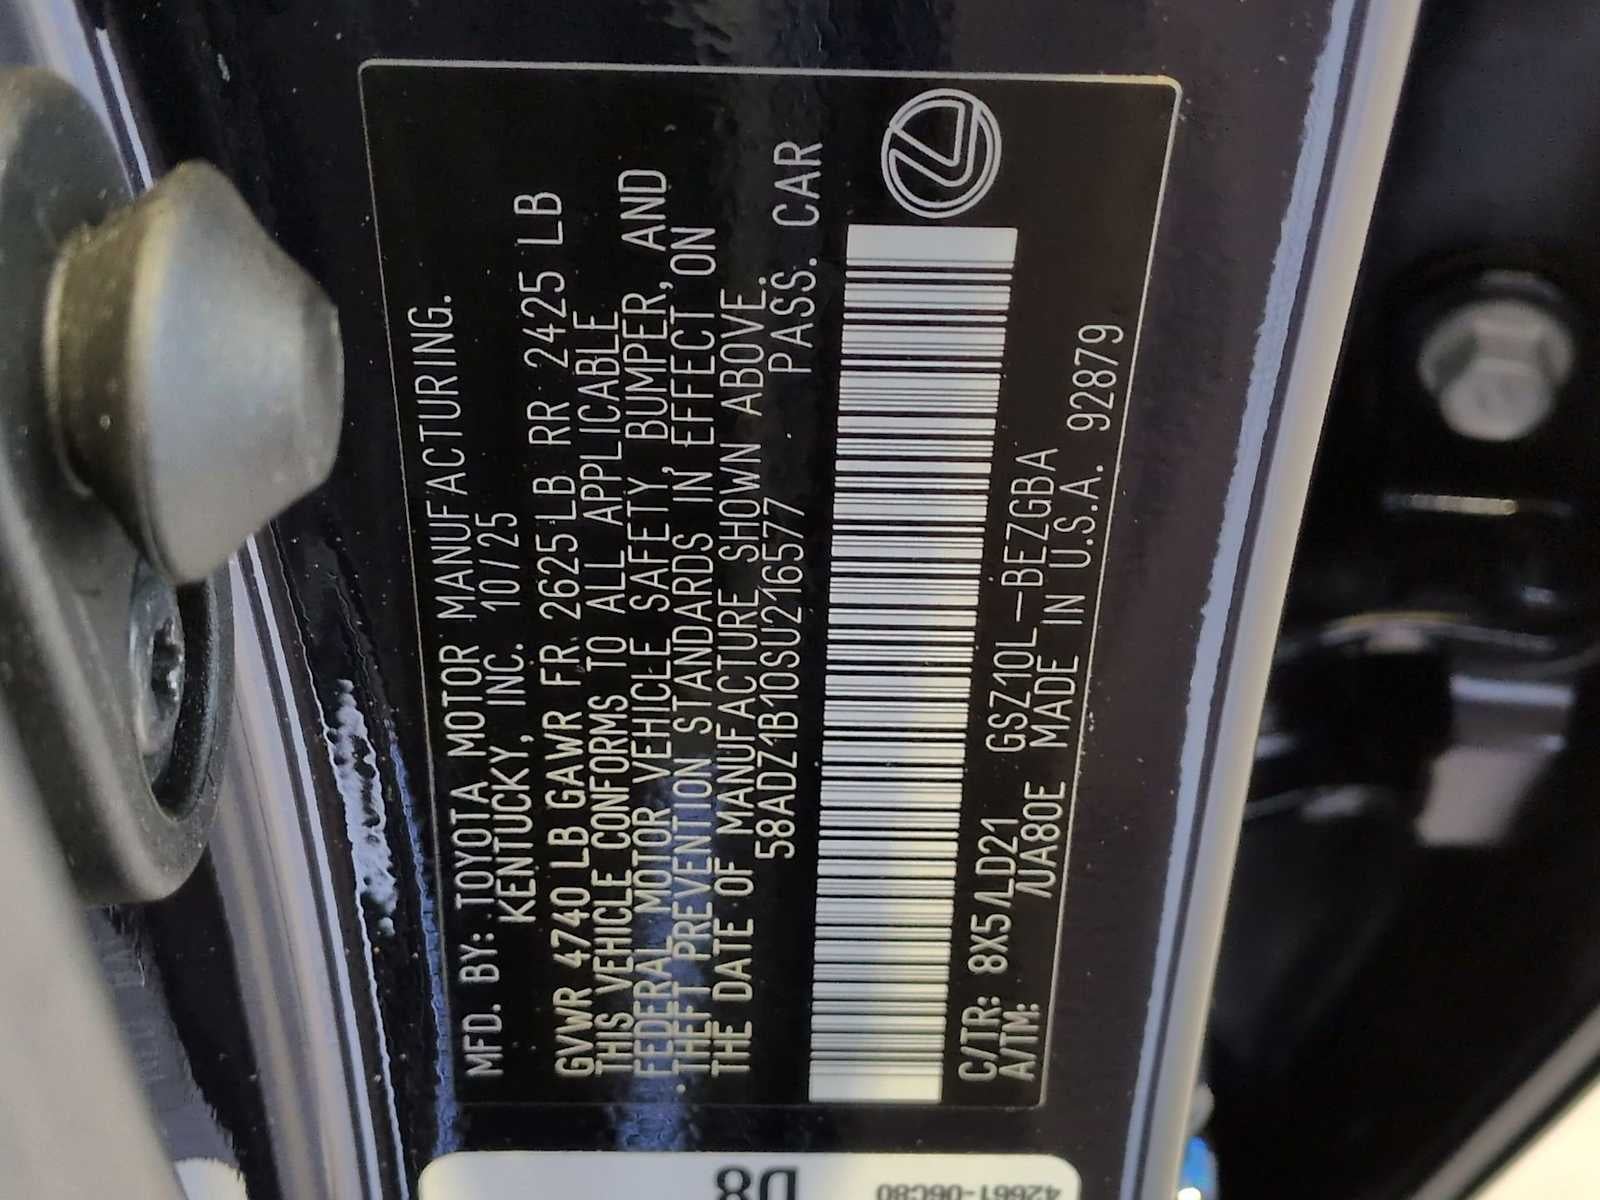 MFD. BY: TOYOTA MOTOR MANUFACTURING.
KENTUCKY, INC. 10/25
GVWR 4740 LB GAWR FR 2625LB RR 2425 LB
THIS VEHICLE CONFORMS TO ALL APPLICABLE
FEDERAL MOTOR VEHICLE SAFETY, BUMPER, AND
THEFT PREVENTION STANDARDS IN EFFECT ON
THE DATE OF MANUFACTURE SHOWN ABOVE.
58ADZ1B10SU216577 PASS. CAR
C/TR: 8X5/LD21 GSZ10L-BEZGBA
A/TM: /UA80E MADE IN U.S.A. 92879
D8
42661-06C80